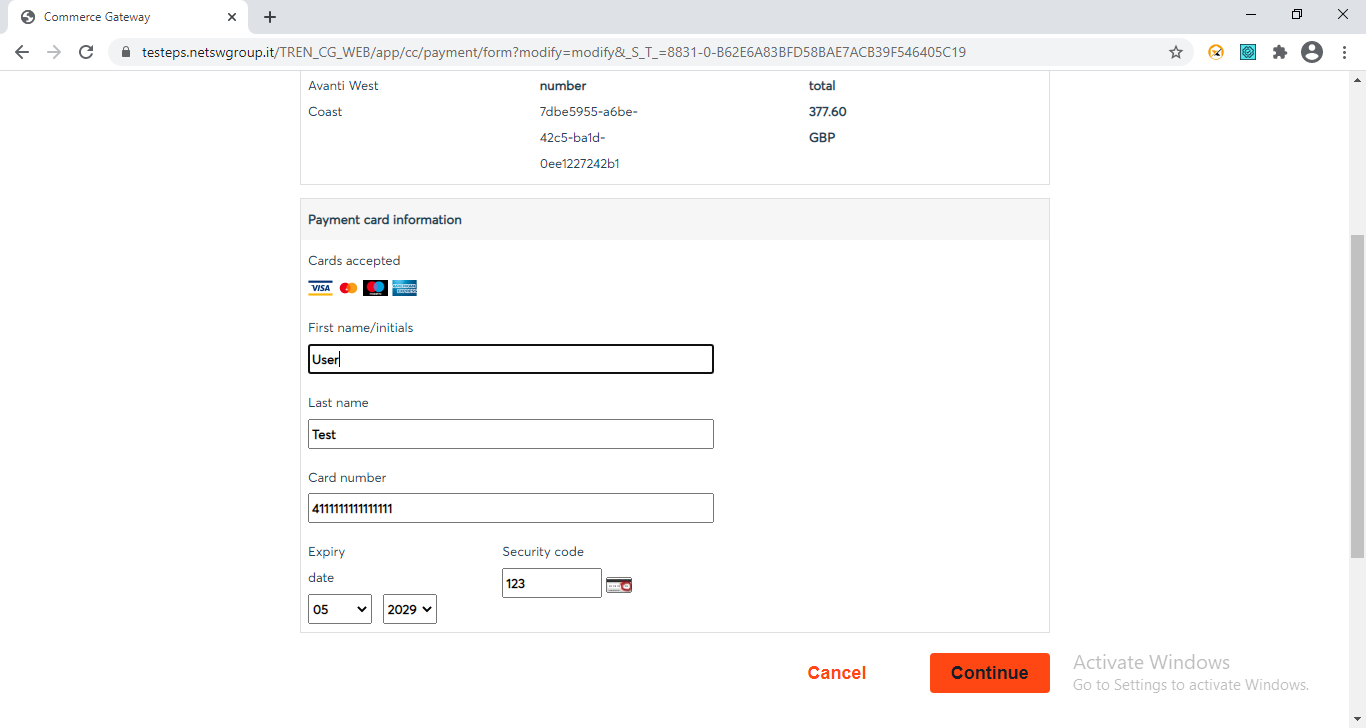 Commerce Gateway
testeps.netswgroup.it/TREN_CG_WEB/app/cc/payment/form?modify=modify&_S_T_=8831-0-B62E6A83BFD58BAE7ACB39F546405C19
Avanti West number total
Coast 7dbe5955-a6be- 377.60
42c5-ba1d- GBP
0ee1227242b1
Payment card information
Cards accepted
VISA
First name/initials
User
Last name
Test
Card number
4111111111111111
Expiry Security code
date
123
05 2029
Cancel Continue
Activate Windows
Go to Settings to activate Windows.